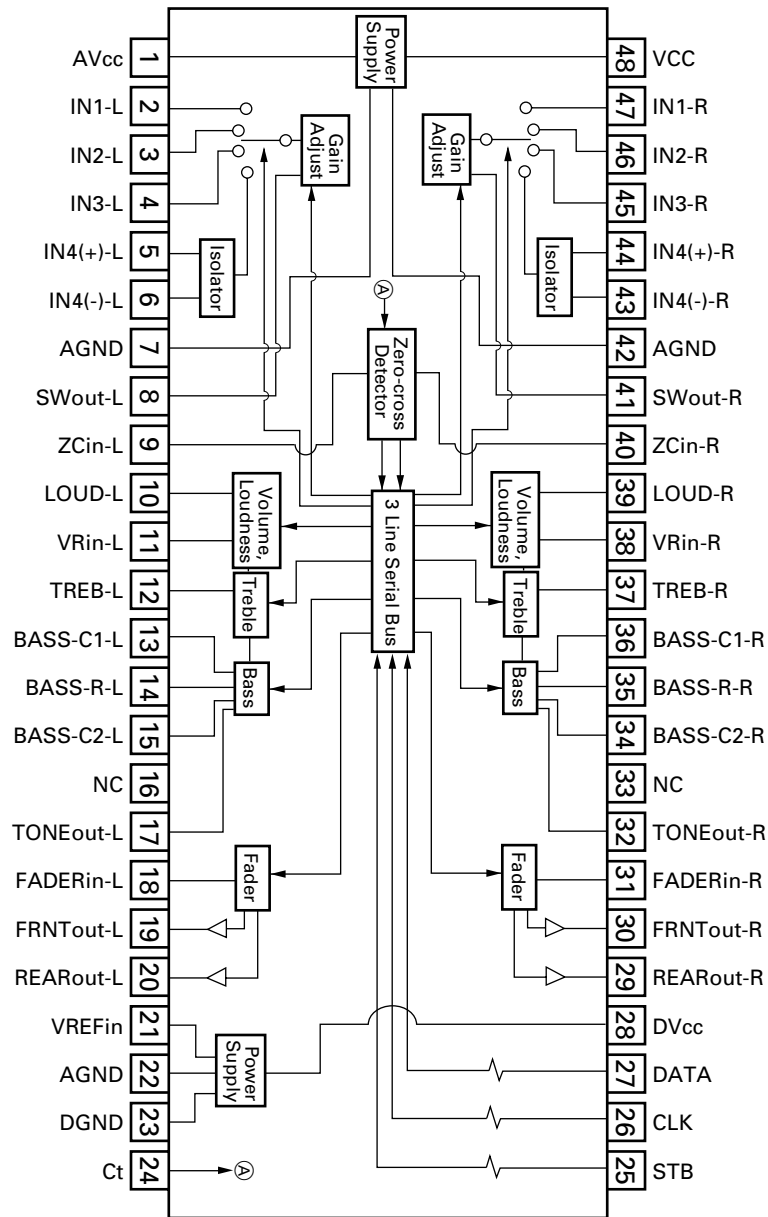 AVcc 1
IN1-L 2
IN2-L 3
IN3-L 4
IN4(+)-L 5
IN4(-)-L 6
AGND 7
SWout-L 8
ZCin-L 9
LOUD-L 10
VRin-L 11
TREB-L 12
BASS-C1-L 13
BASS-R-L 14
BASS-C2-L 15
NC 16
TONEout-L 17
FADERin-L 18
FRNTout-L 19
REARout-L 20
VREFin 21
AGND 22
DGND 23
Ct 24
Power
Supply
Gain
Adjust
Gain
Adjust
Isolator
Isolator
A
Zero-cross
Detector
Volume,
Loudness
3 Line Serial Bus
Volume,
Loudness
Treble
Treble
Bass
Bass
Fader
Fader
Power
Supply
A
48 VCC
47 IN1-R
46 IN2-R
45 IN3-R
44 IN4(+)-R
43 IN4(-)-R
42 AGND
41 SWout-R
40 ZCin-R
39 LOUD-R
38 VRin-R
37 TREB-R
36 BASS-C1-R
35 BASS-R-R
34 BASS-C2-R
33 NC
32 TONEout-R
31 FADERin-R
30 FRNTout-R
29 REARout-R
28 DVcc
27 DATA
26 CLK
25 STB